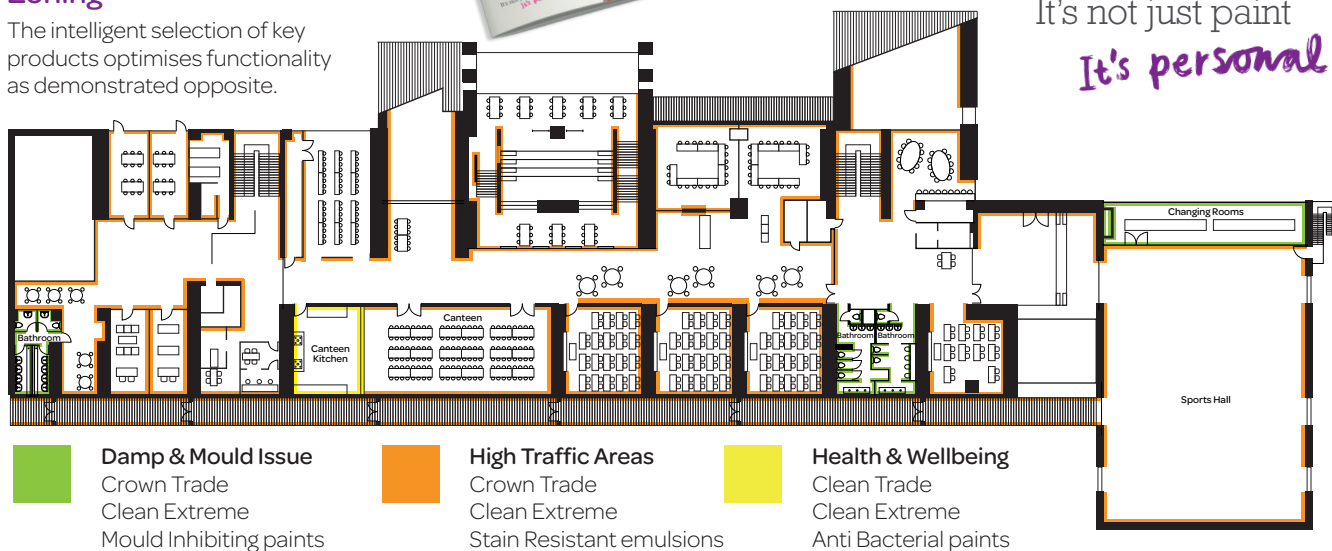 Zoning
The intelligent selection of key
products optimises functionality
as demonstrated opposite.
It's not just paint
It's personal
Changing Rooms
Canteen
Bathroom
Canteen
Kitchen
Bathroom
Bathroom
Sports Hall
Damp & Mould Issue
Crown Trade
Clean Extreme
Mould Inhibiting paints
High Traffic Areas
Crown Trade
Clean Extreme
Stain Resistant emulsions
Health & Wellbeing
Clean Trade
Clean Extreme
Anti Bacterial paints